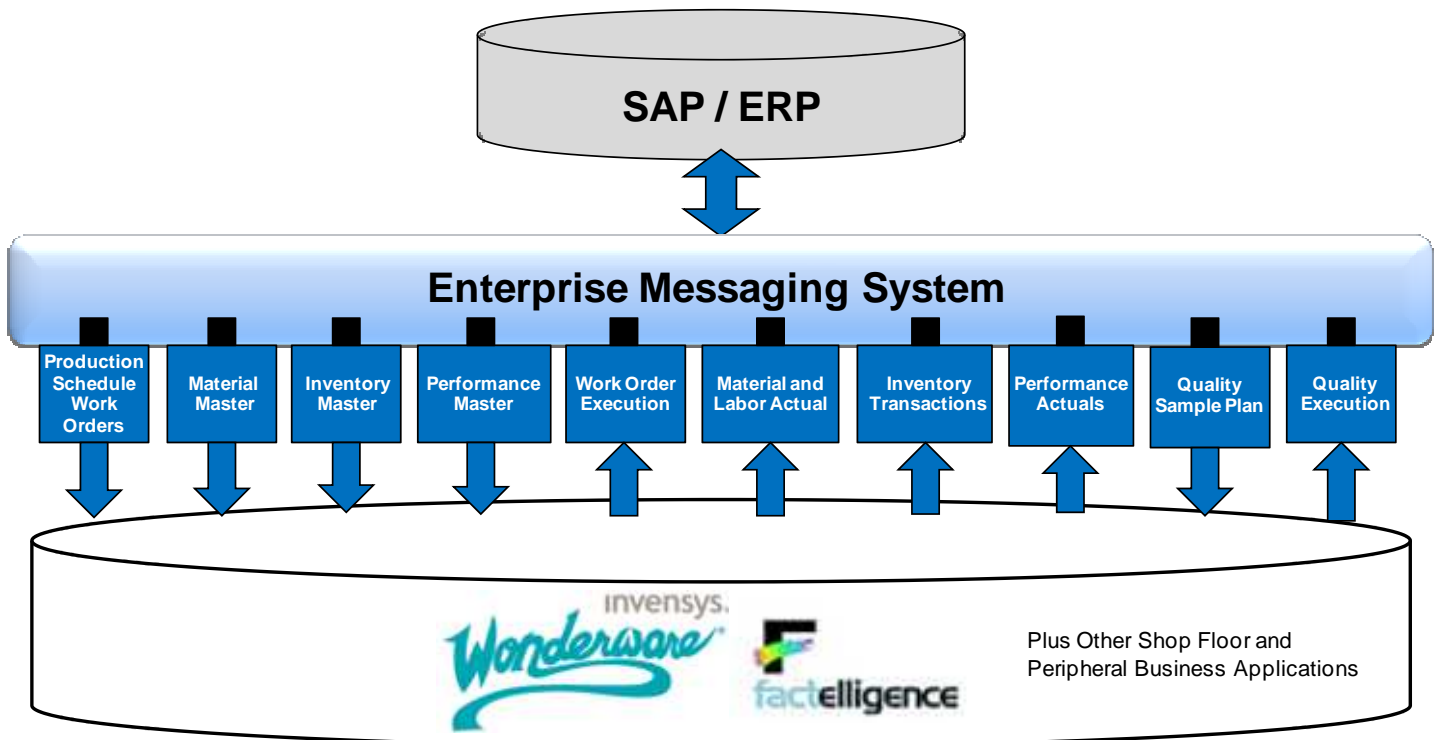 SAP / ERP
Enterprise Messaging System
Production
Schedule
Work
Orders
Material
Master
Inventory
Master
Performance
Master
Work Order
Execution
Material and
Labor Actual
Inventory
Transactions
Performance
Actuals
Quality
Sample Plan
Quality
Execution
invensys.
Wonderware
F
factelligence
Plus Other Shop Floor and
Peripheral Business Applications